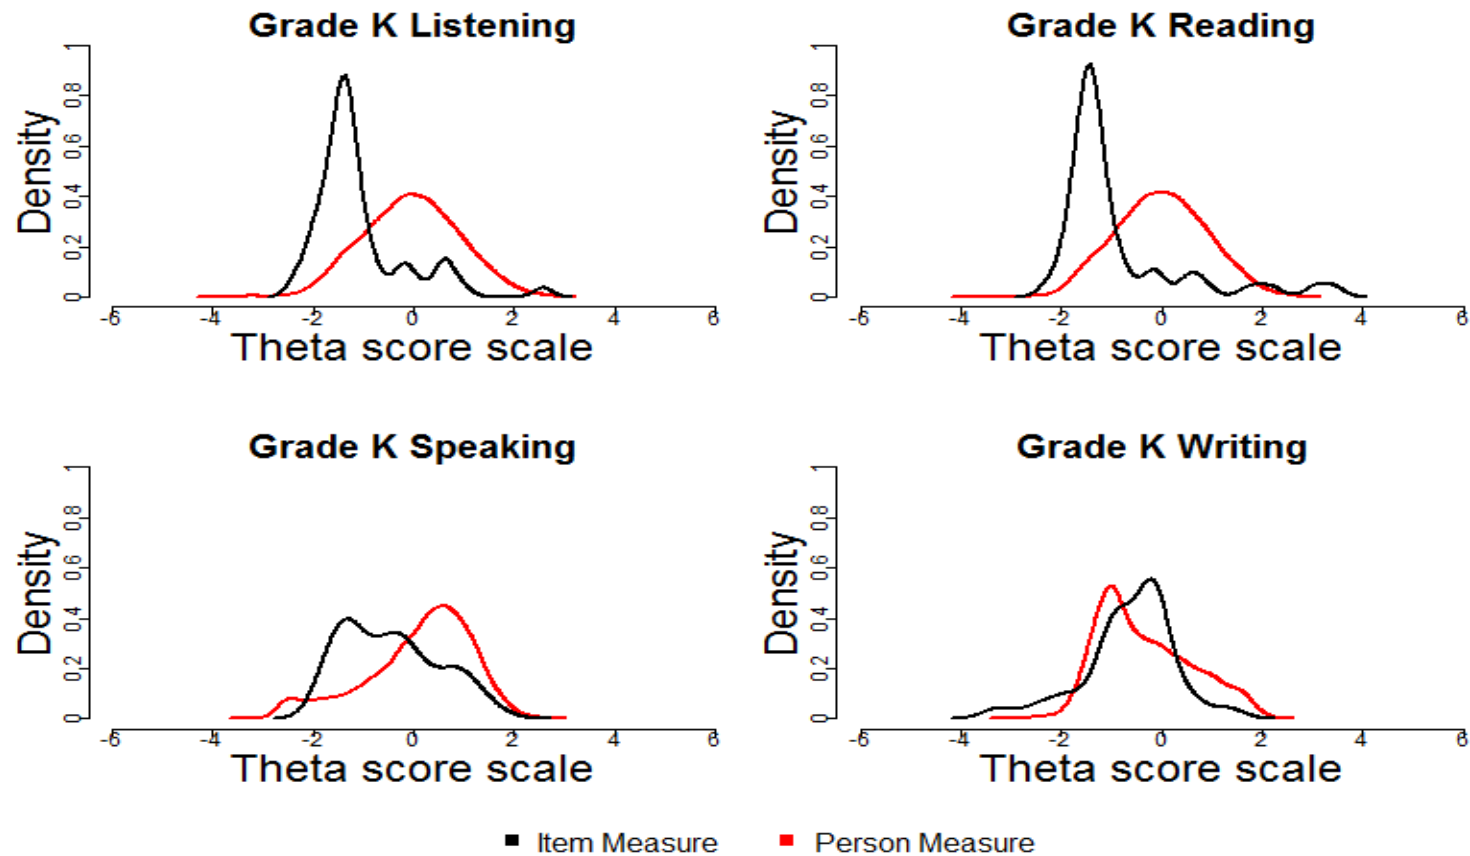 Grade K Listening
Density
0
0.2
0.4
0.6
0.8
1
-6 -4 -2 0 2 4 6
Theta score scale
Grade K Reading
Density
0
0.2
0.4
0.6
0.8
1
-6 -4 -2 0 2 4 6
Theta score scale
Grade K Speaking
Density
0
0.2
0.4
0.6
0.8
1
-6 -4 -2 0 2 4 6
Theta score scale
Grade K Writing
Density
0
0.2
0.4
0.6
0.8
1
-6 -4 -2 0 2 4 6
Theta score scale
Item Measure Person Measure